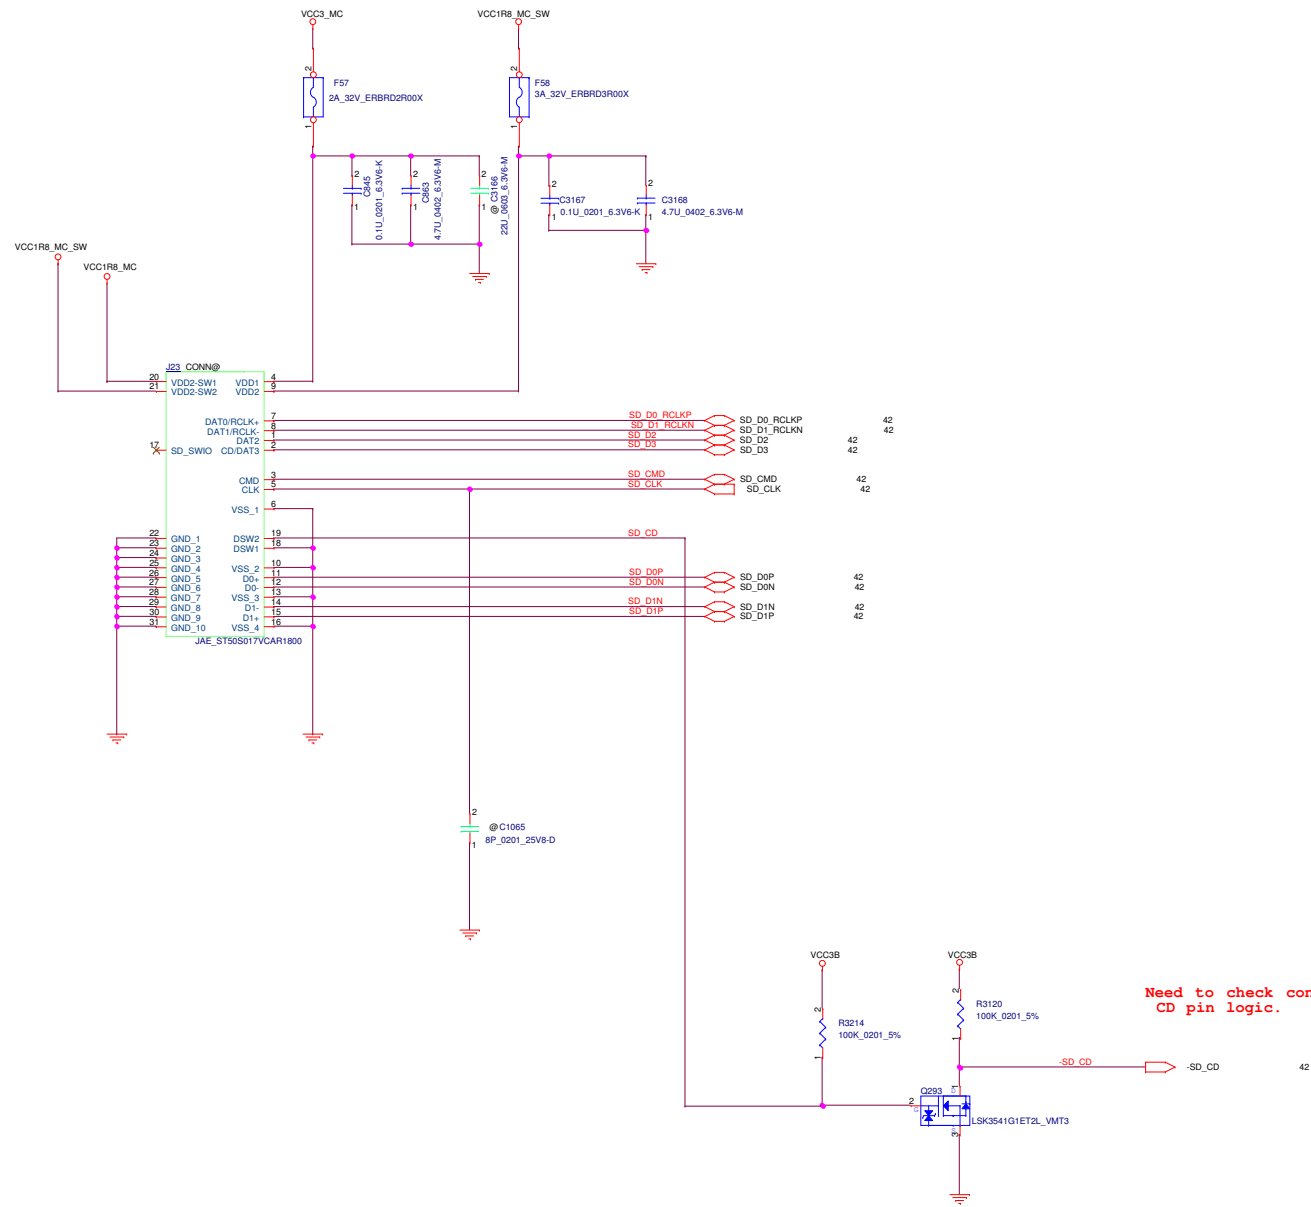 VCC3_MC
VCC1R8_MC_SW
2
F57
2A_32V_ERBRD2R00X
1
2
F58
3A_32V_ERBRD3R00X
1
2
C845
0.1U_0201_6.3V6-K
1
2
C863
4.7U_0402_6.3V6-M
1
2
@ C3166
22U_0603_6.3V6-M
1
2
C3167
0.1U_0201_6.3V6-K
1
2
C3168
4.7U_0402_6.3V6-M
1
VCC1R8_MC_SW
VCC1R8_MC
J23 CONN@
20 VDD2-SW1 VDD1 4
21 VDD2-SW2 VDD2 9
DAT0/RCLK+ 7 SD_D0_RCLKP SD_D0_RCLKP 42
DAT1/RCLK- 8 SD_D1_RCLKN SD_D1_RCLKN 42
DAT2 1 SD_D2 SD_D2 42
17 SD_SWIO CD/DAT3 2 SD_D3 SD_D3 42
CMD 3 SD_CMD SD_CMD 42
CLK 5 SD_CLK SD_CLK 42
VSS_1 6
22 GND_1 DSW2 19 SD_CD
23 GND_2 DSW1 18
24 GND_3
25 GND_4 VSS_2 10
26 GND_5 D0+ 11 SD_D0P SD_D0P 42
27 GND_6 D0- 12 SD_D0N SD_D0N 42
28 GND_7 VSS_3 13
29 GND_8 D1- 14 SD_D1N SD_D1N 42
30 GND_9 D1+ 15 SD_D1P SD_D1P 42
31 GND_10 VSS_4 16
JAE_ST50S017VCAR1800
2
@ C1065
8P_0201_25V8-D
1
VCC3B
VCC3B
2
R3214
100K_0201_5%
1
2
R3120
100K_0201_5%
1
Need to check
CD pin logic.
-SD_CD -SD_CD 42
Q293
1
2
LSK3541G1ET2L_VMT3
3